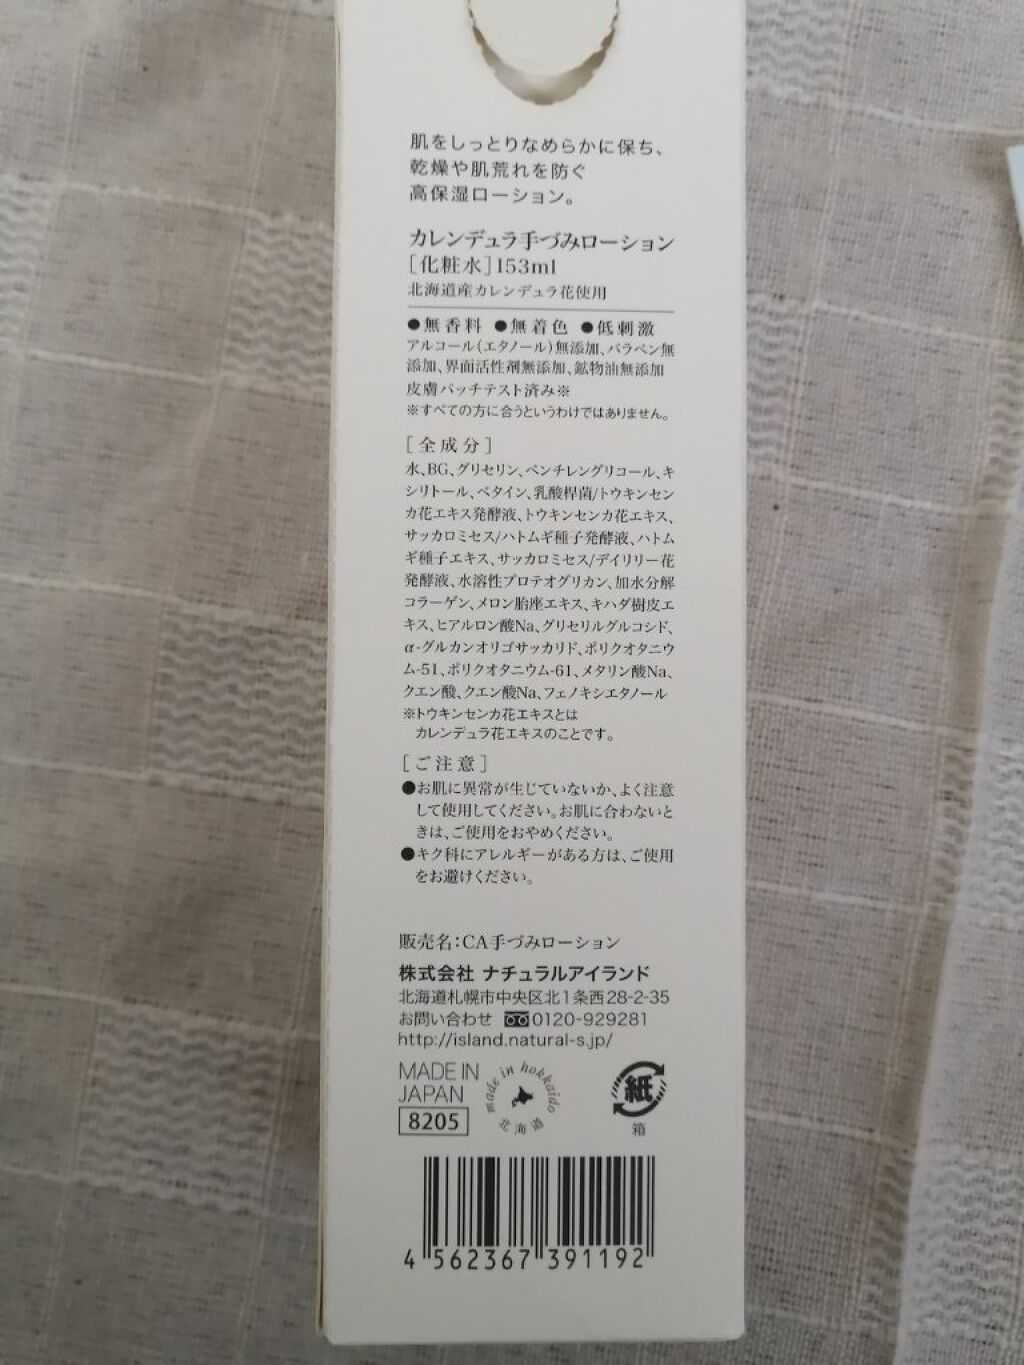 肌をしっとりなめらかに保ち、
乾燥や肌荒れを防ぐ
高保湿ローション。
カレンデュラ手づみローション
[化粧水]153ml
北海道産カレンデュラ花使用
●無香料 ●無着色 ●低刺激
アルコール(エタノール)無添加、パラベン無
添加、界面活性剤無添加、鉱物油無添加
皮膚パッチテスト済み※
※すべての方に合うというわけではありません。
[全成分]
水、BG、グリセリン、ペンチレングリコール、キ
シリトール、ベタイン、乳酸桿菌/トウキンセン
カ花エキス発酵液、トウキンセンカ花エキス、
サッカロミセス/ハトムギ種子発酵液、ハトム
ギ種子エキス、サッカロミセス/デイリリー花
発酵液、水溶性プロテオグリカン、加水分解
コラーゲン、メロン胎座エキス、キハダ樹皮エ
キス、ヒアルロン酸Na、グリセリルグルコシド、
α-グルカンオリゴサッカリド、ポリクオタニウ
ム-51、ポリクオタニウム-61、メタリン酸Na、
クエン酸、クエン酸Na、フェノキシエタノール
※トウキンセンカ花エキスとは
カレンデュラ花エキスのことです。
[ご注意]
●お肌に異常が生じていないか、よく注意
して使用してください。お肌に合わないと
きは、ご使用をおやめください。
●キク科にアレルギーがある方は、ご使用
をお避けください。
販売名:CA手づみローション
株式会社 ナチュラルアイランド
北海道札幌市中央区北1条西28-2-35
お問い合わせ 0120-929281
http://island.natural-s.jp/
MADE IN
JAPAN
8205
made in hokkaido
北海道
紙
箱
4 562367 391192